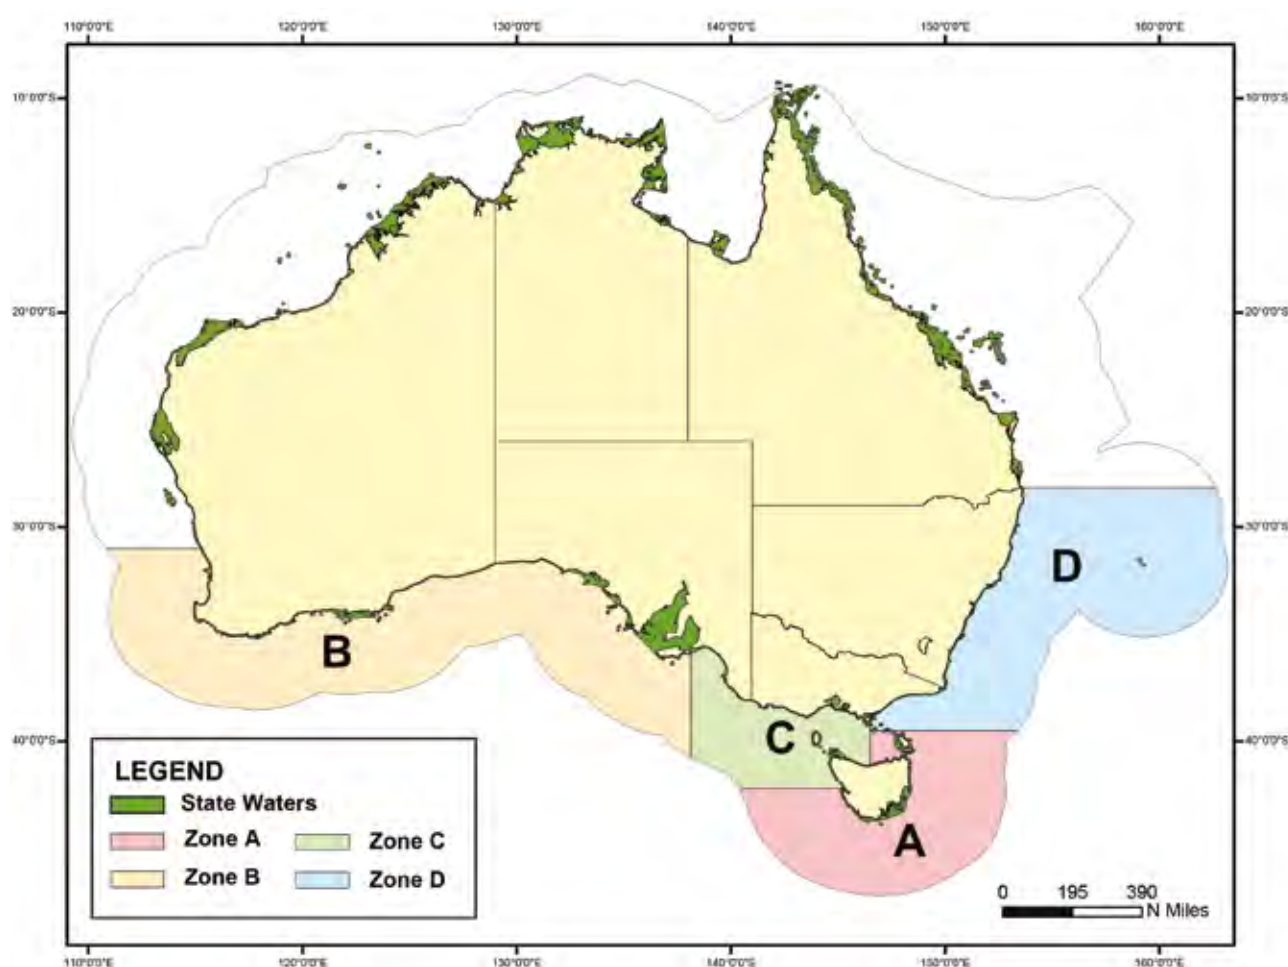 110°0'0"E 120°0'0"E 130°0'0"E 140°0'0"E 150°0'0"E 160°0'0"E
10°0'0"S 10°0'0"S
20°0'0"S 20°0'0"S
30°0'0"S 30°0'0"S
D
B
40°0'0"S C 40°0'0"S
LEGEND
State Waters
Zone A Zone C
A
Zone B Zone D
0 195 390
N Miles
110°0'0"E 120°0'0"E 130°0'0"E 140°0'0"E 150°0'0"E 160°0'0"E